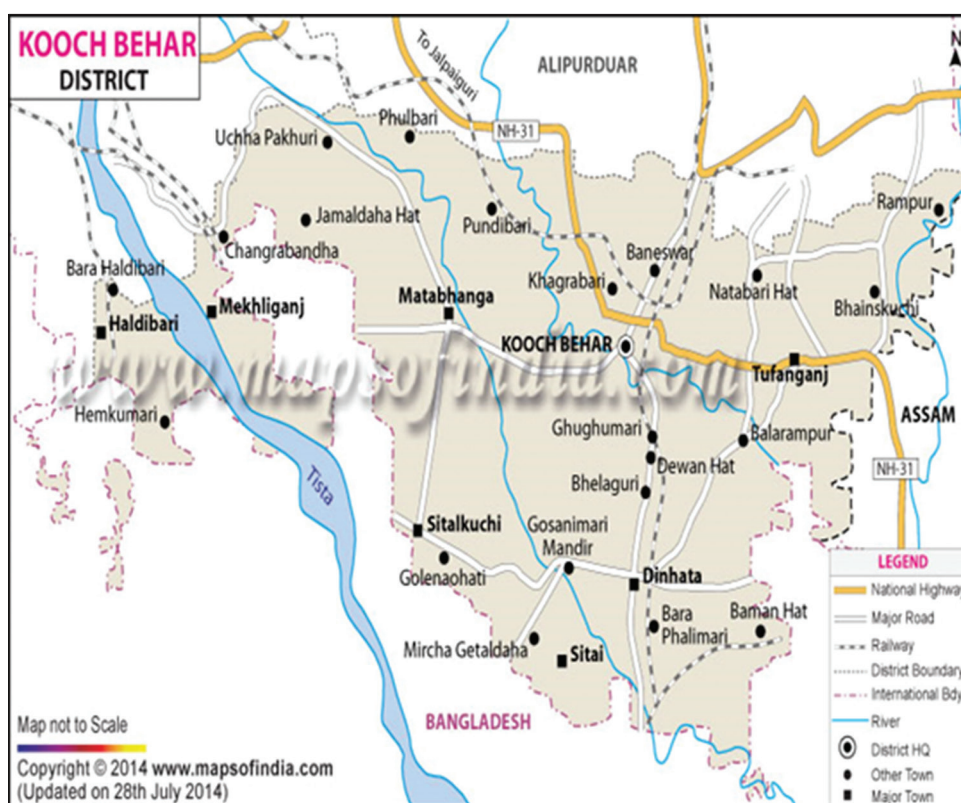 KOOCH BEHAR
DISTRICT
To Jalpaiguri
ALIPURDUAR
N
NH-31
Uchha Pakhuri
Phulbari
Jamaldaha Hat
Pundibari
Rampur
Changrabandha
Bara Haldibari
Baneswar
Khagrabari
Natabari Hat
Bhainskuchi
Haldibari
Mekhliganj
Matabhanga
KOOCH BEHAR
www.mapsofindia.com
Tufanganj
Hemkumari
ASSAM
Ghughumari
Balarampur
Dewan Hat
NH-31
Bhelaguri
Tista
Sitalkuchi
Gosanimari
Mandir
Golenaohati
Dinhata
Bara
Phalimari
Baman Hat
Mircha Getaldaha
Sitai
BANGLADESH
LEGEND
National Highway
Major Road
Railway
District Boundary
International Bdy
River
District HQ
Other Town
Major Town
Map not to Scale
Copyright © 2014 www.mapsofindia.com
(Updated on 28th July 2014)